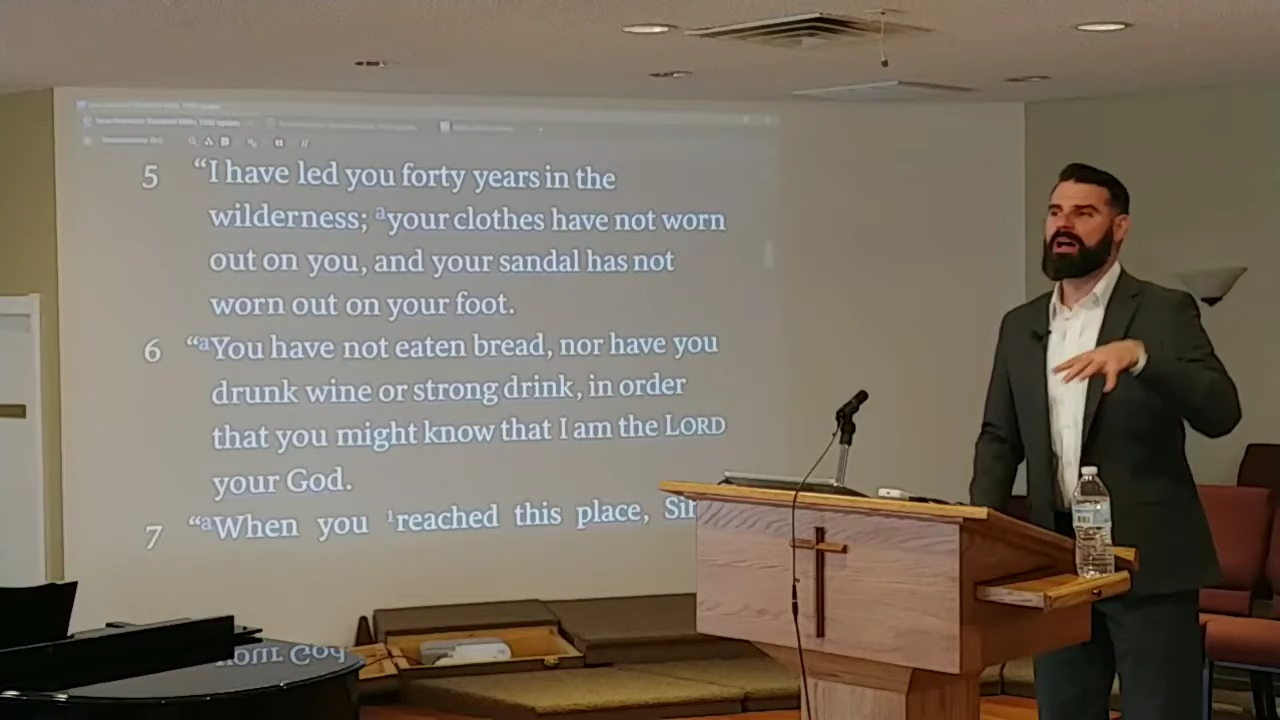 5 “I have led you forty years in the
wilderness; ᵃyour clothes have not worn
out on you, and your sandal has not
worn out on your foot.
6 “ᵃYou have not eaten bread, nor have you
drunk wine or strong drink, in order
that you might know that I am the LORD
your God.
7 “ᵃWhen you ¹reached this place,
your God